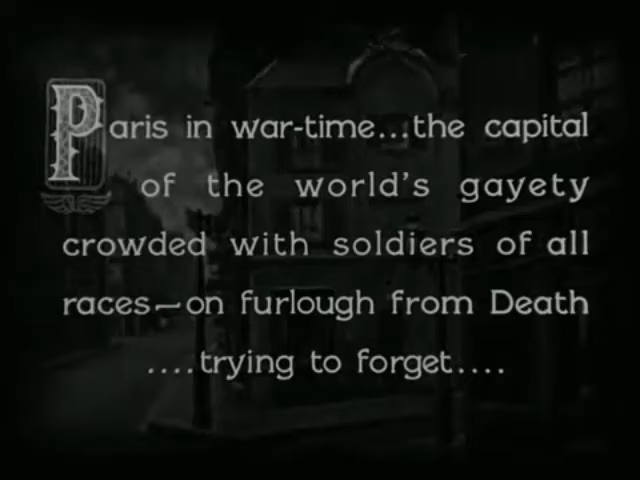 Paris in war-time...the capital
of the world's gayety
crowded with soldiers of all
races—on furlough from Death
....trying to forget....